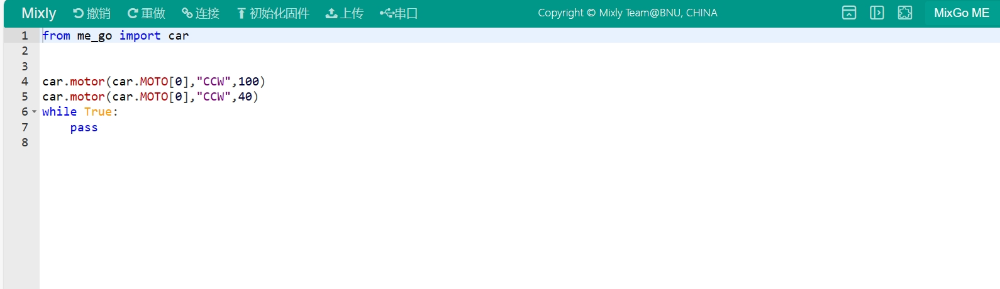 Mixly 撤销 重做 连接 初始化固件 上传 串口 Copyright © Mixly Team@BNU, CHINA MixGo ME
1 from me_go import car
2
3
4 car.motor(car.MOTO[0],"CCW",100)
5 car.motor(car.MOTO[0],"CCW",40)
6 while True:
7     pass
8